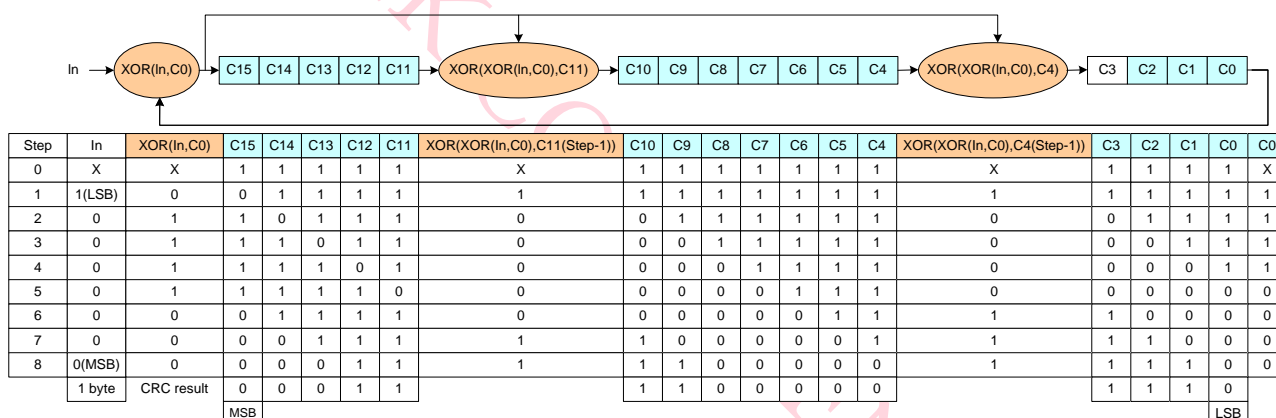 In XOR(In,C0) C15 C14 C13 C12 C11 XOR(XOR(In,C0),C11) C10 C9 C8 C7 C6 C5 C4 XOR(XOR(In,C0),C4) C3 C2 C1 C0
Step In XOR(In,C0) C15 C14 C13 C12 C11 XOR(XOR(In,C0),C11(Step-1)) C10 C9 C8 C7 C6 C5 C4 XOR(XOR(In,C0),C4(Step-1)) C3 C2 C1 C0 C0
0 X X 1 1 1 1 1 X 1 1 1 1 1 1 1 X 1 1 1 1 X
1 1(LSB) 0 0 1 1 1 1 1 1 1 1 1 1 1 1 1 1 1 1 1 1
2 0 1 1 0 1 1 1 0 0 1 1 1 1 1 1 0 0 1 1 1 1
3 0 1 1 1 0 1 1 0 0 0 1 1 1 1 1 0 0 0 1 1 1
4 0 1 1 1 1 0 1 0 0 0 0 1 1 1 1 0 0 0 0 1 1
5 0 1 1 1 1 1 0 0 0 0 0 0 1 1 1 0 0 0 0 0 0
6 0 0 0 1 1 1 1 0 0 0 0 0 0 1 1 1 1 0 0 0 0
7 0 0 0 0 1 1 1 1 1 0 0 0 0 0 1 1 1 1 0 0 0
8 0(MSB) 0 0 0 0 1 1 1 1 1 0 0 0 0 0 1 1 1 1 0 0
1 byte CRC result 0 0 0 1 1 1 1 0 0 0 0 0 1 1 1 0
MSB LSB